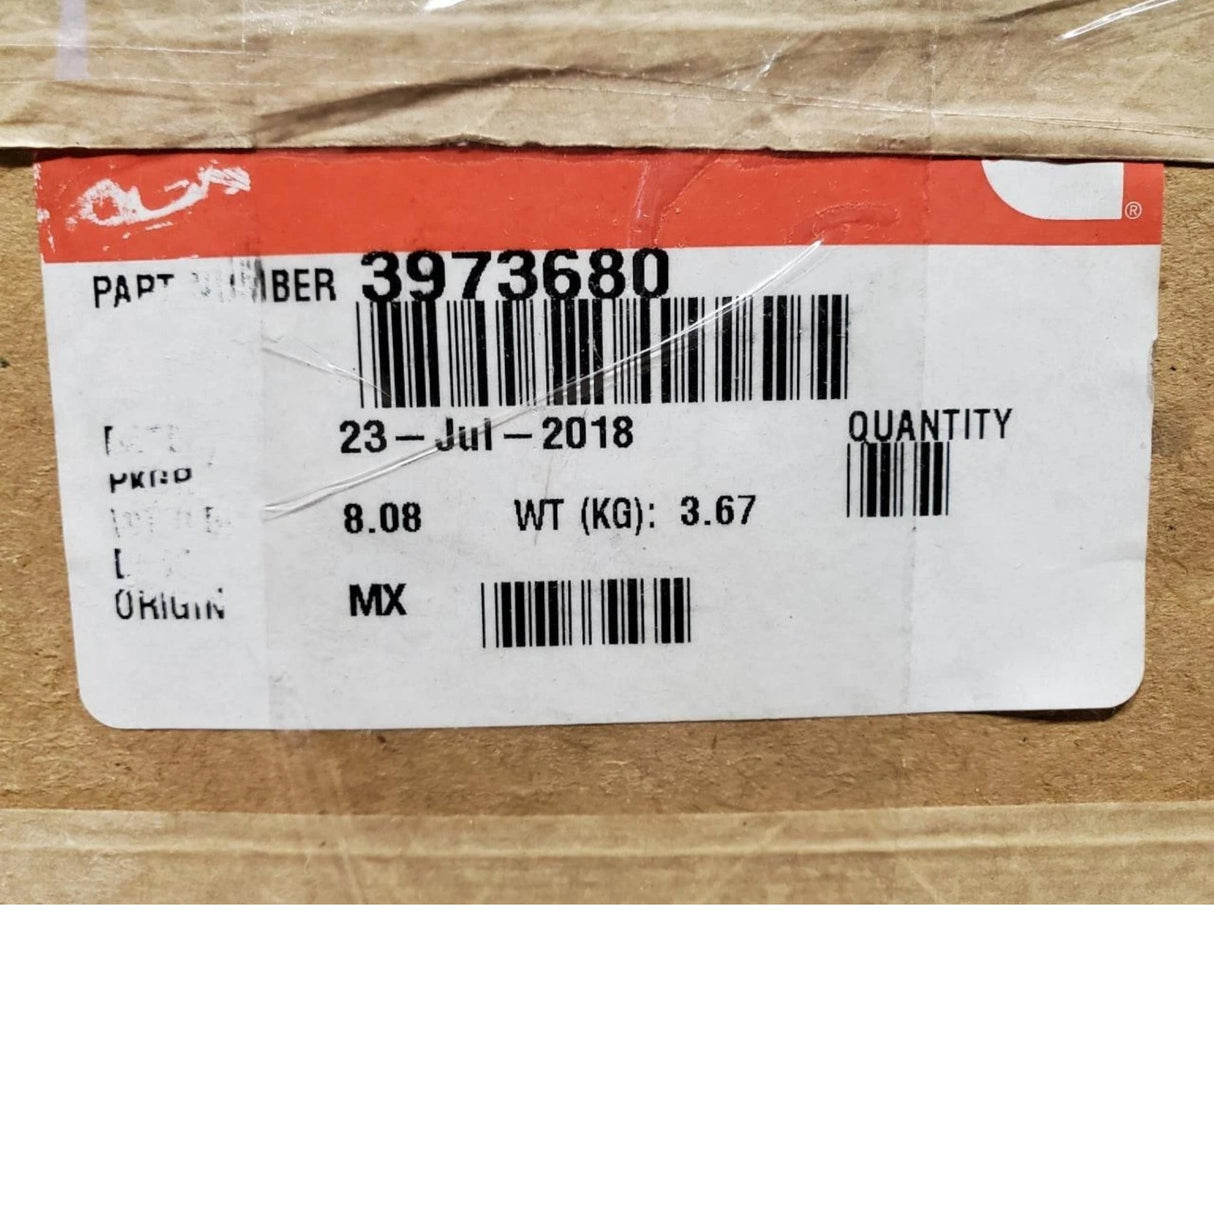 ®
PART NUMBER 3973680
23-Jul-2018 QUANTITY
8.08 WT (KG): 3.67
ORIGIN MX